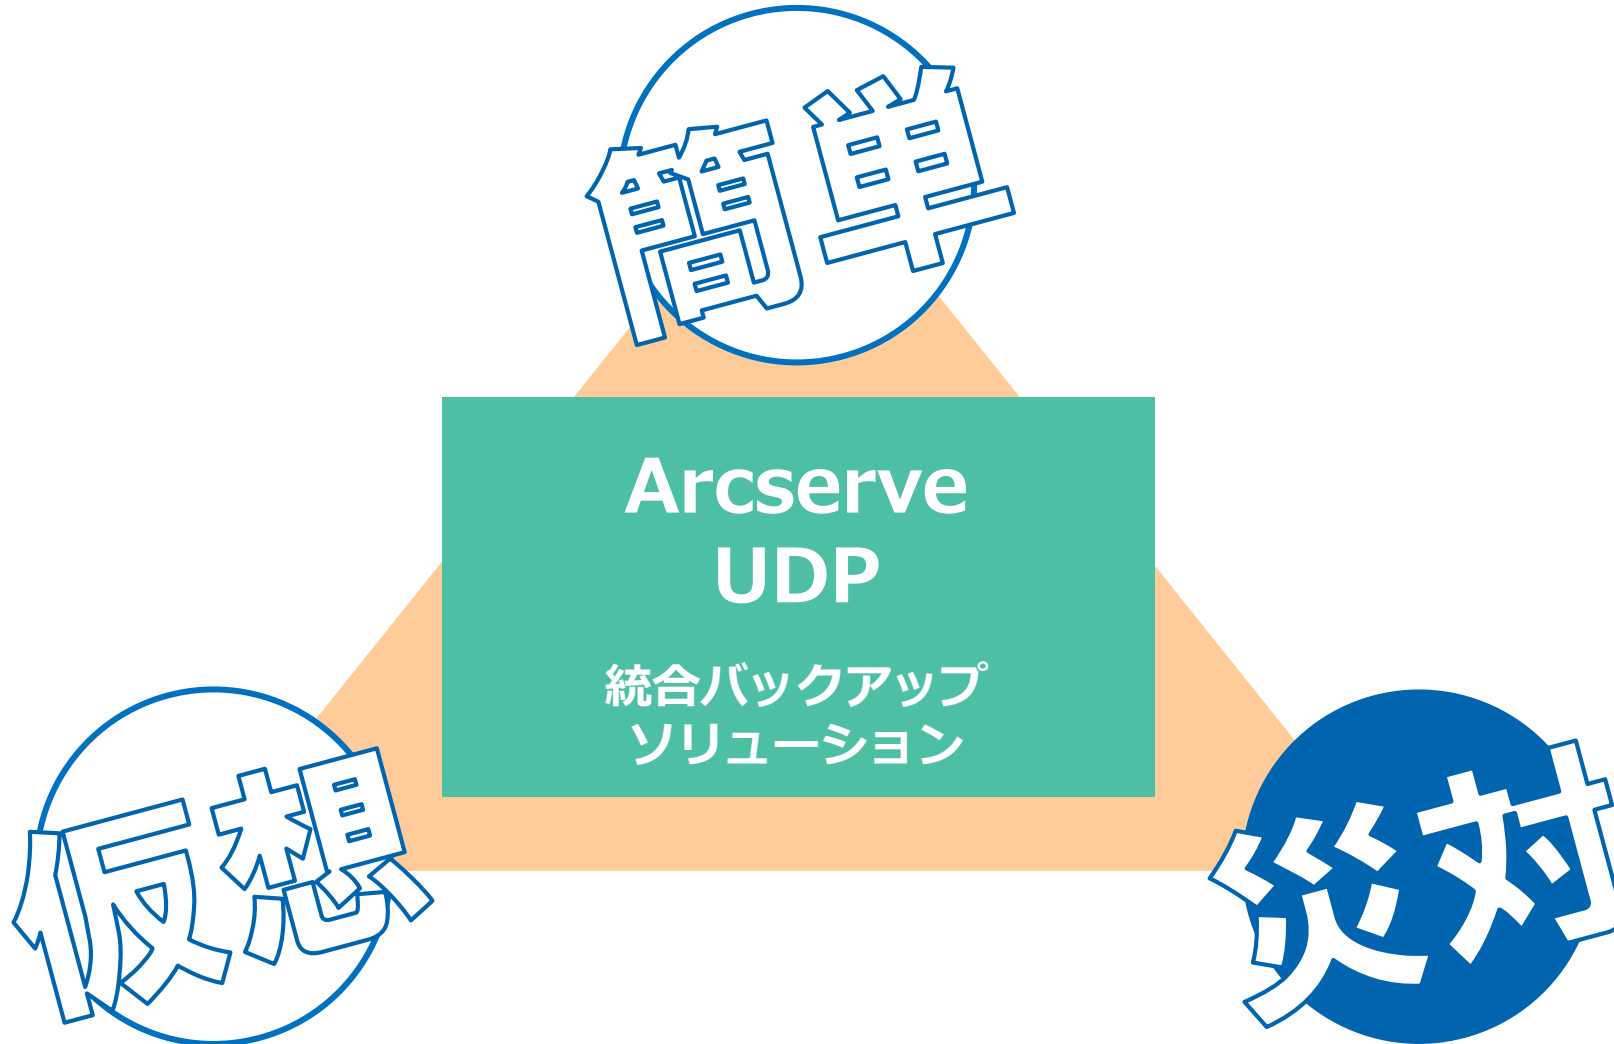 簡単
Arcserve
UDP
統合バックアップ
ソリューション
仮想
災対